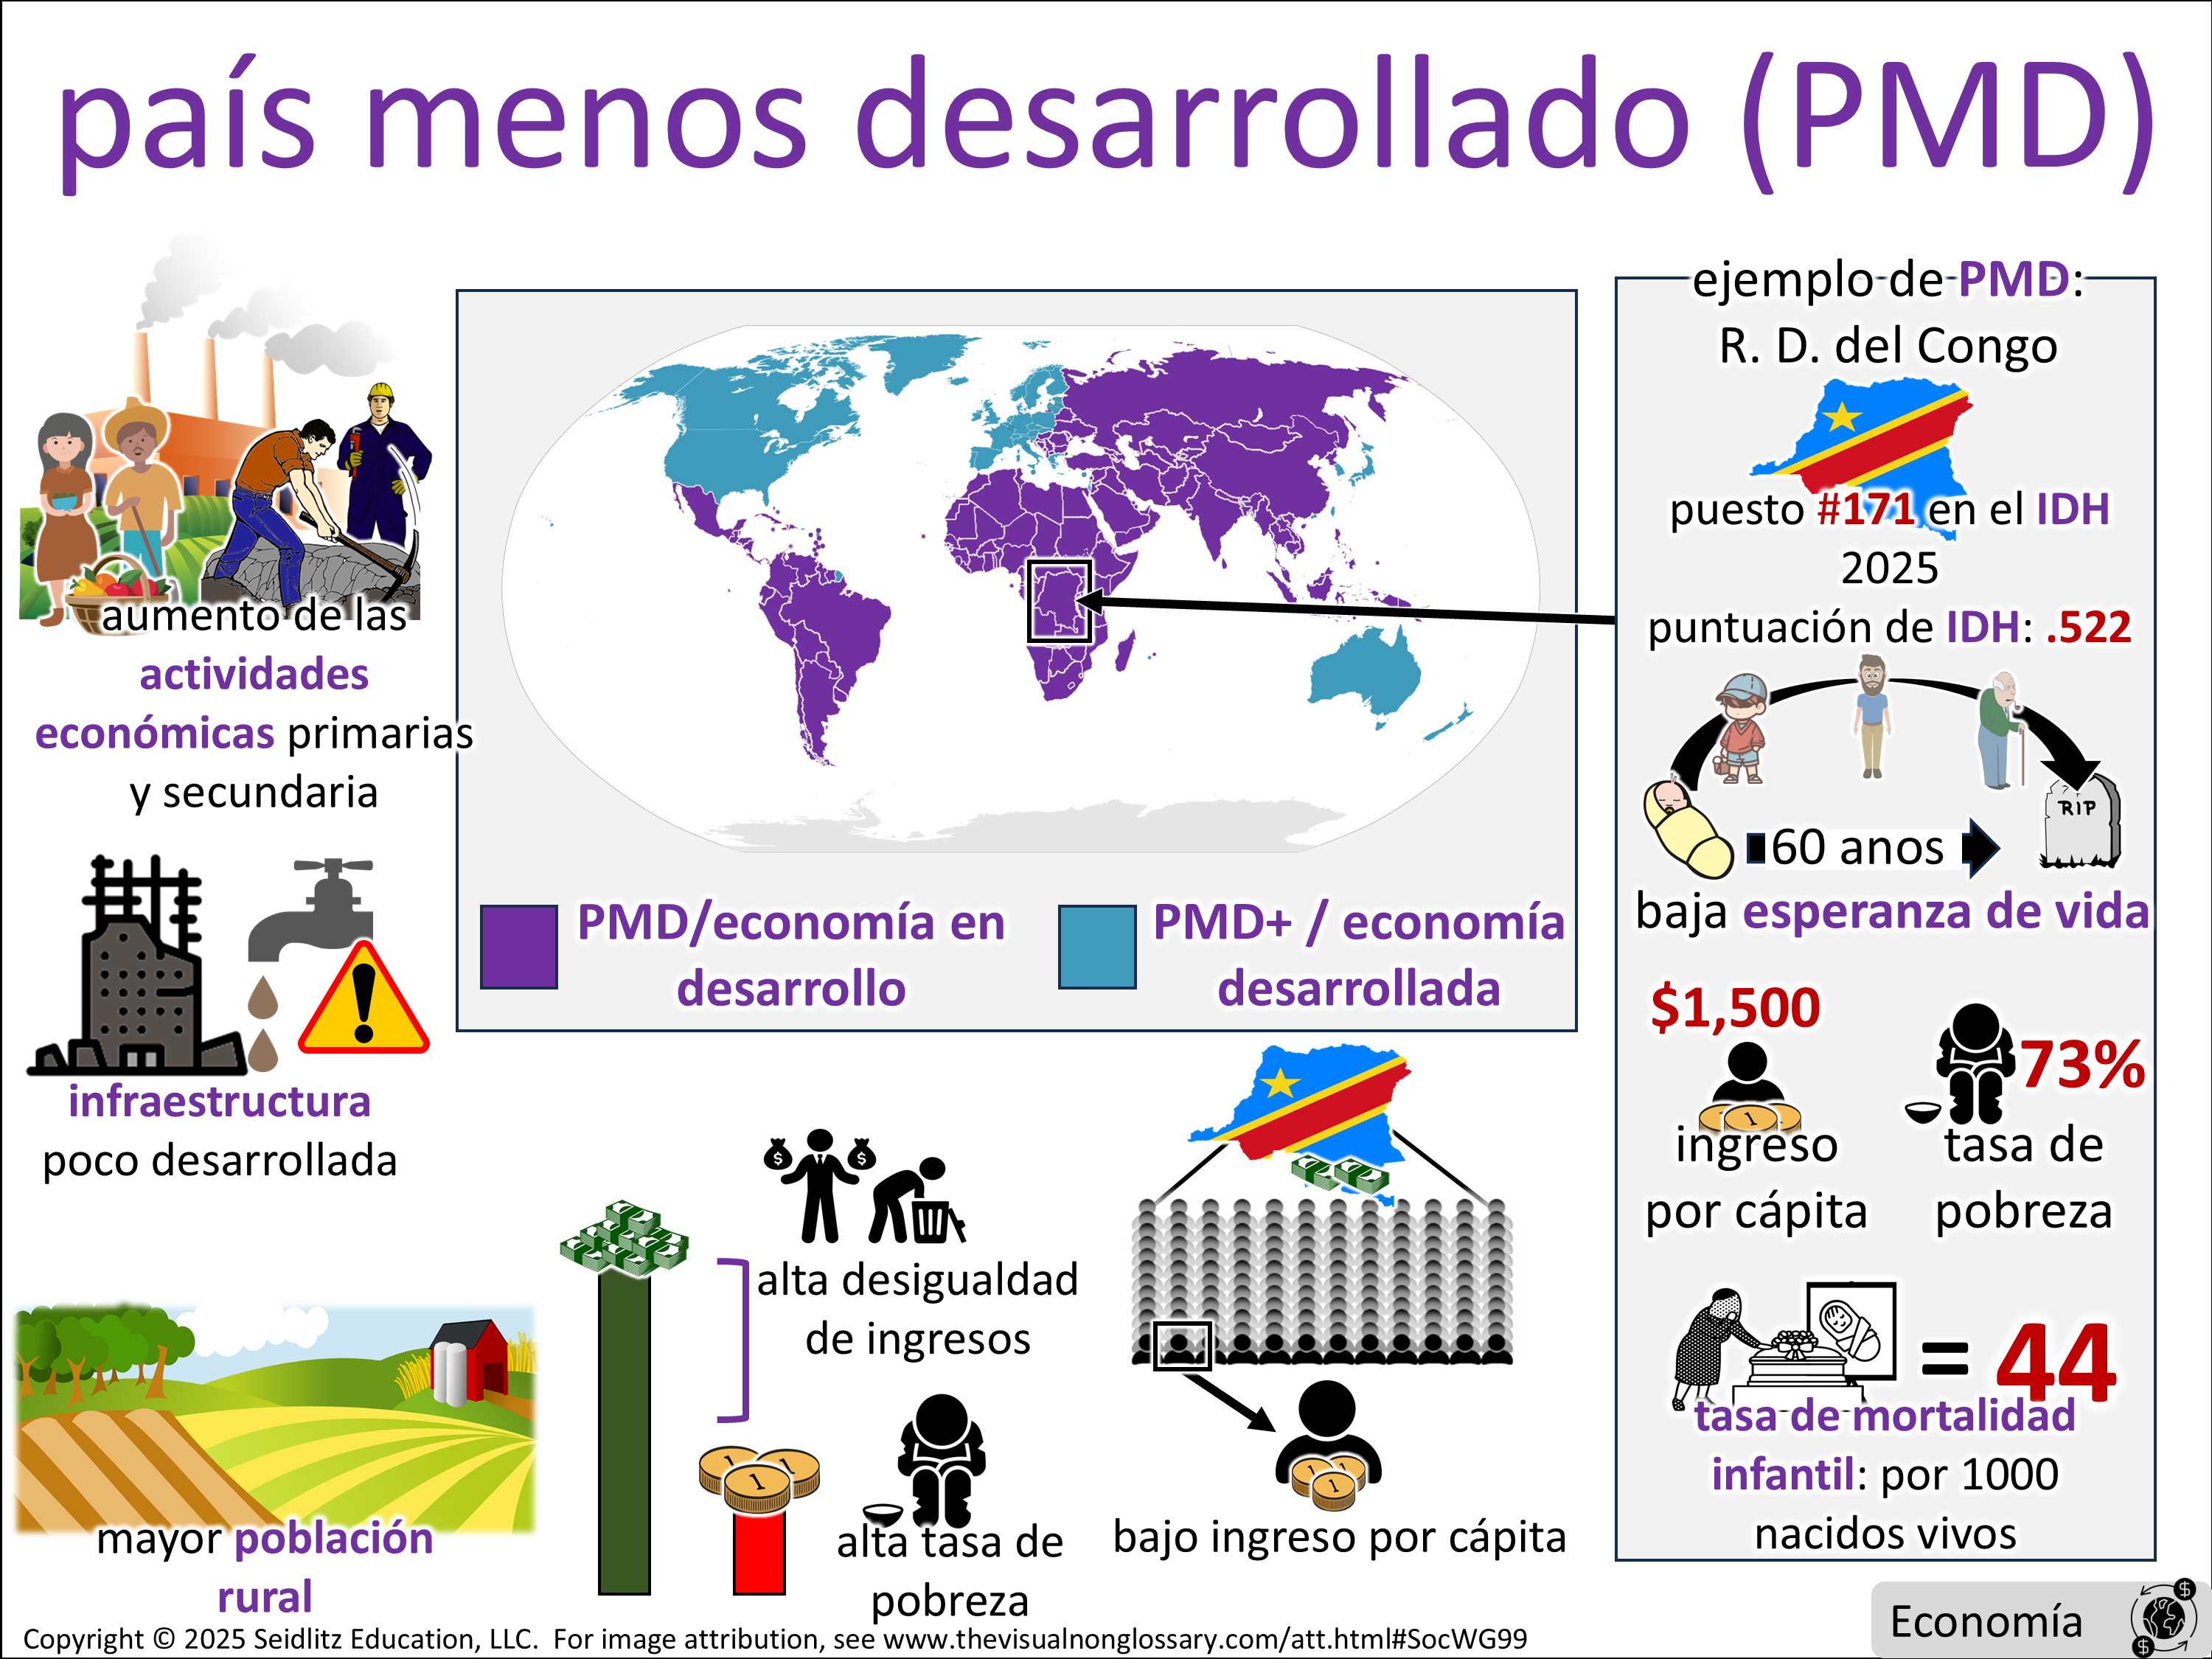 país menos desarrollado (PMD)
aumento de las
actividades
económicas primarias
y secundaria
infraestructura
poco desarrollada
mayor población
rural
PMD/economía en
desarrollo
PMD+ / economía
desarrollada
alta desigualdad
de ingresos
alta tasa de
pobreza
bajo ingreso por cápita
ejemplo de PMD:
R. D. del Congo
puesto #171 en el IDH
2025
puntuación de IDH: .522
RIP
60 anos
baja esperanza de vida
$1,500
ingreso
por cápita
73%
tasa de
pobreza
= 44
tasa de mortalidad
infantil: por 1000
nacidos vivos
Economía
Copyright © 2025 Seidlitz Education, LLC. For image attribution, see www.thevisualnonglossary.com/att.html#SocWG99